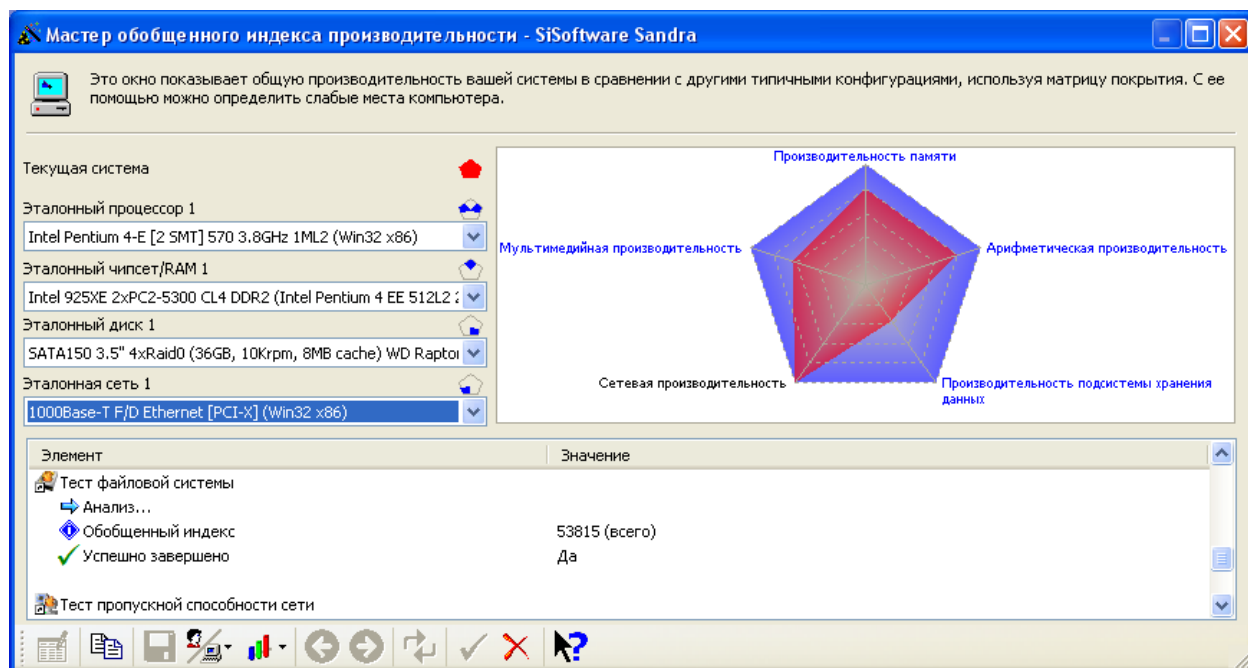 Мастер обобщенного индекса производительности - SiSoftware Sandra
Это окно показывает общую производительность вашей системы в сравнении с другими типичными конфигурациями, используя матрицу покрытия. С ее
помощью можно определить слабые места компьютера.
Текущая система
Эталонный процессор 1
Intel Pentium 4-E [2 SMT] 570 3.8GHz 1ML2 (Win32 x86)
Эталонный чипсет/RAM 1
Intel 925XE 2xPC2-5300 CL4 DDR2 (Intel Pentium 4 EE 512L2
Эталонный диск 1
SATA150 3.5" 4xRaid0 (36GB, 10Krpm, 8MB cache) WD Raptor
Эталонная сеть 1
1000Base-T F/D Ethernet [PCI-X] (Win32 x86)
Производительность памяти
Мультимедийная производительность
Арифметическая производительность
Сетевая производительность
Производительность подсистемы хранения
данных
Элемент Значение
Тест файловой системы
Анализ...
Обобщенный индекс 53815 (всего)
Успешно завершено Да
Тест пропускной способности сети